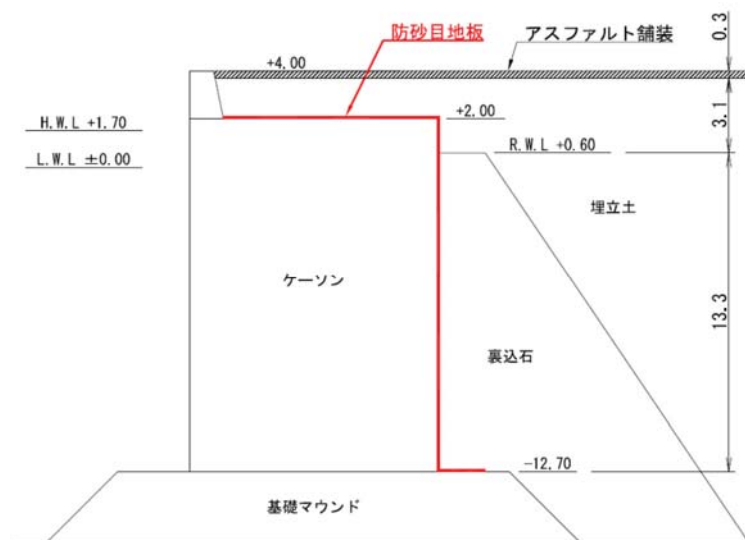 防砂目地板
アスファルト舗装
0.3
+4.00
H.W.L +1.70
+2.00
3.1
L.W.L ±0.00
R.W.L +0.60
埋立土
ケーソン
13.3
裏込石
-12.70
基礎マウンド